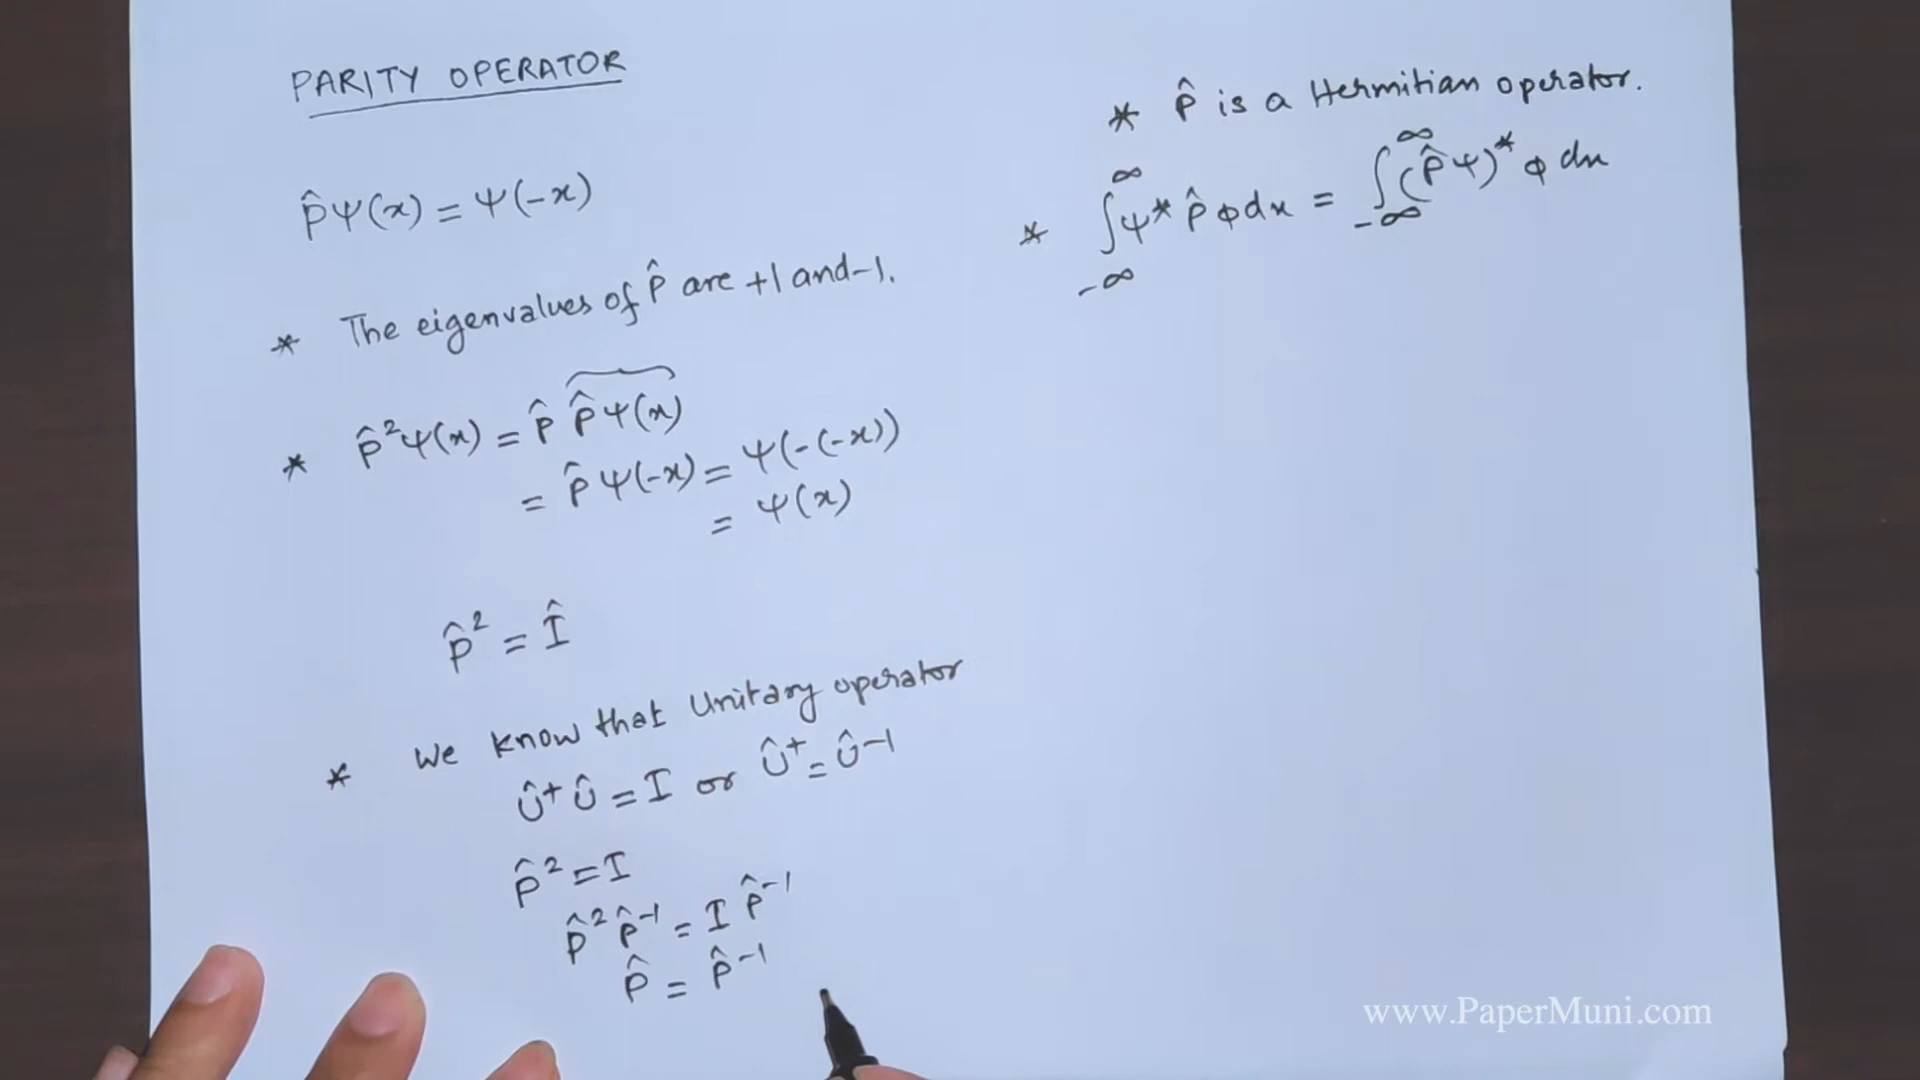 PARITY OPERATOR
P̂Ψ(x) = Ψ(-x)
* The eigenvalues of P̂ are +1 and -1.
* P̂²Ψ(x) = P̂ P̂Ψ(x)
= P̂ Ψ(-x) = Ψ(-(-x))
= Ψ(x)
P̂² = Î
* We know that Unitary operator
Û⁺ Û = I or Û⁺ = Û⁻¹
P̂² = I
P̂² P̂⁻¹ = I P̂⁻¹
P̂ = P̂⁻¹
* P̂ is a Hermitian operator.
* ∫_{-∞}^{∞} Ψ* P̂ φ dx = ∫_{-∞}^{∞} (P̂Ψ)* φ dx
www.PaperMuni.com